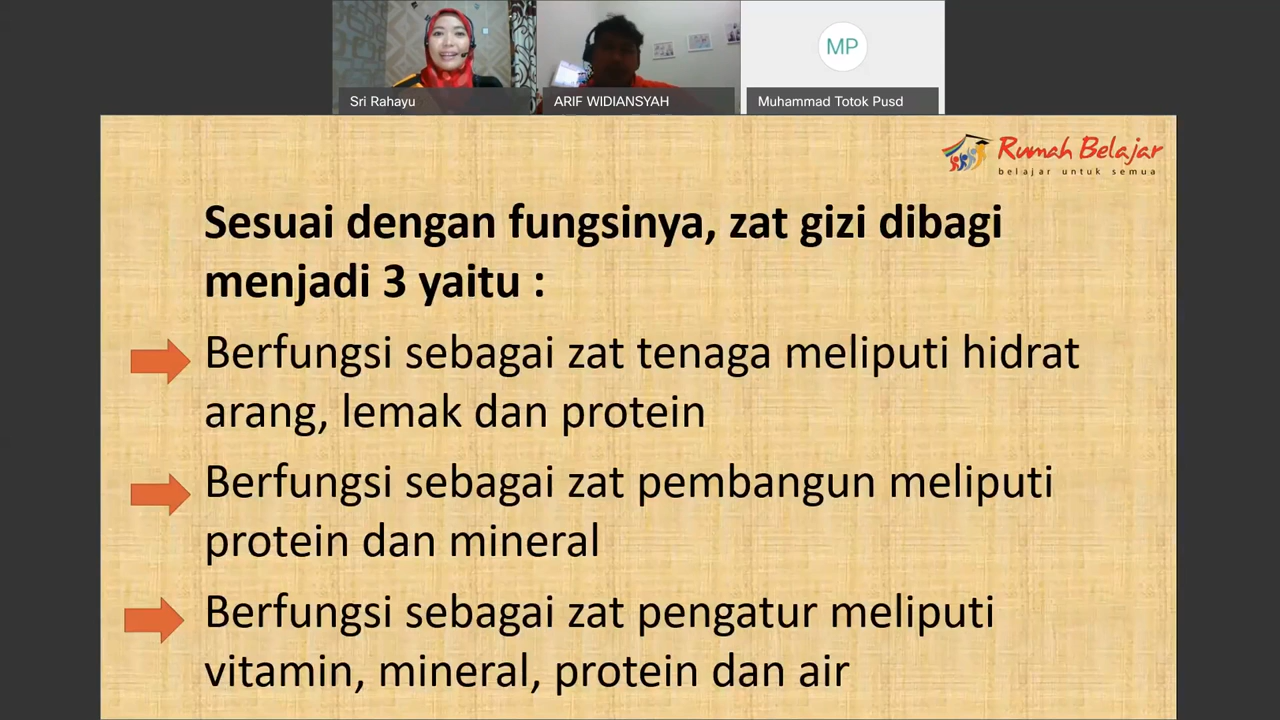 Sri Rahayu
ARIF WIDIANSYAH
MP
Muhammad Totok Pusd
Rumah Belajar
belajar untuk semua
Sesuai dengan fungsinya, zat gizi dibagi
menjadi 3 yaitu :
Berfungsi sebagai zat tenaga meliputi hidrat
arang, lemak dan protein
Berfungsi sebagai zat pembangun meliputi
protein dan mineral
Berfungsi sebagai zat pengatur meliputi
vitamin, mineral, protein dan air